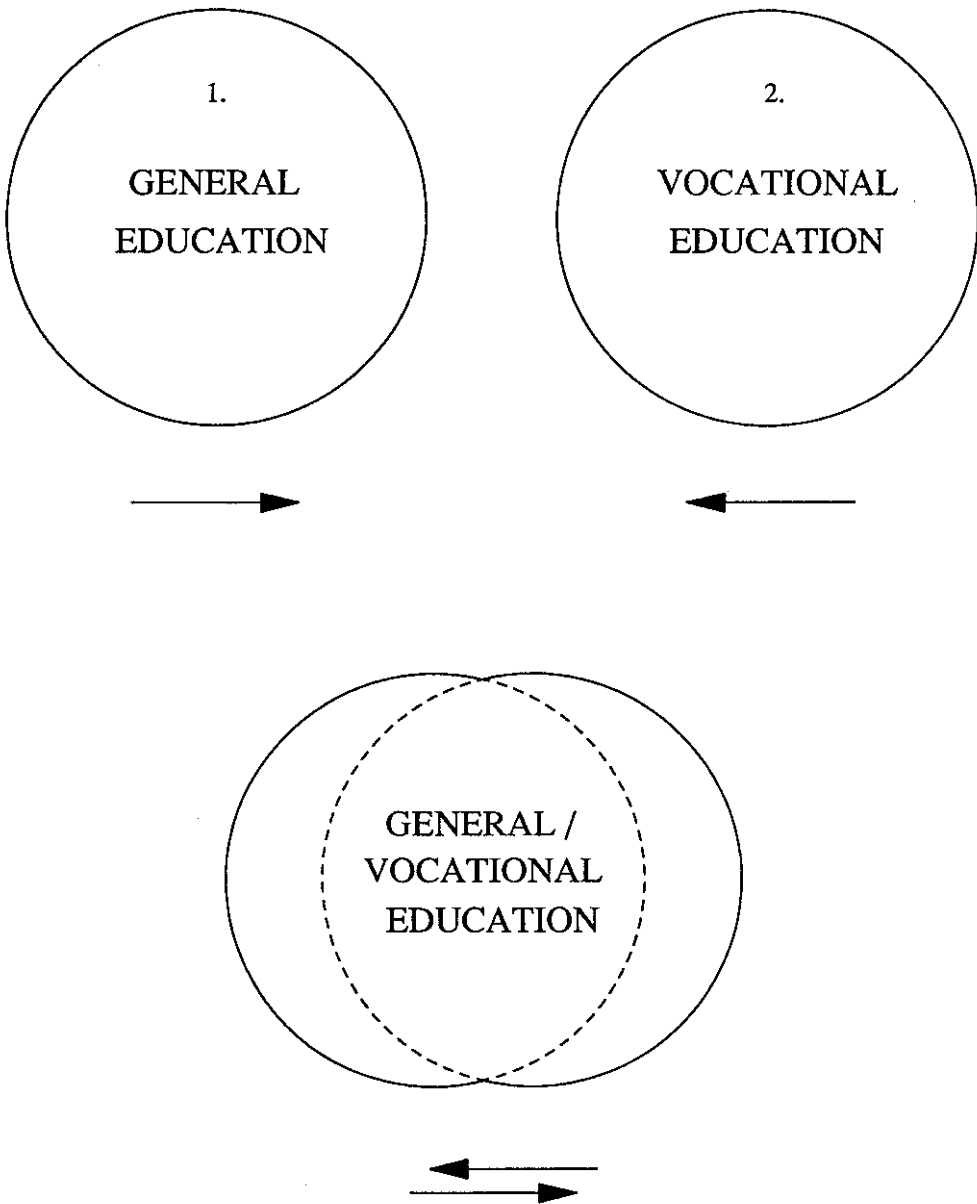 1.
GENERAL
EDUCATION
2.
VOCATIONAL
EDUCATION
GENERAL /
VOCATIONAL
EDUCATION